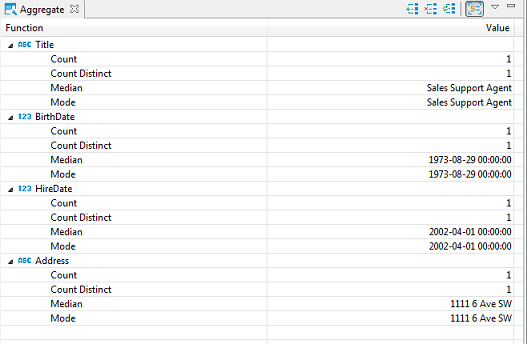 Aggregate
Function Value
ABC Title
Count 1
Count Distinct 1
Median Sales Support Agent
Mode Sales Support Agent
123 BirthDate
Count 1
Count Distinct 1
Median 1973-08-29 00:00:00
Mode 1973-08-29 00:00:00
123 HireDate
Count 1
Count Distinct 1
Median 2002-04-01 00:00:00
Mode 2002-04-01 00:00:00
ABC Address
Count 1
Count Distinct 1
Median 1111 6 Ave SW
Mode 1111 6 Ave SW